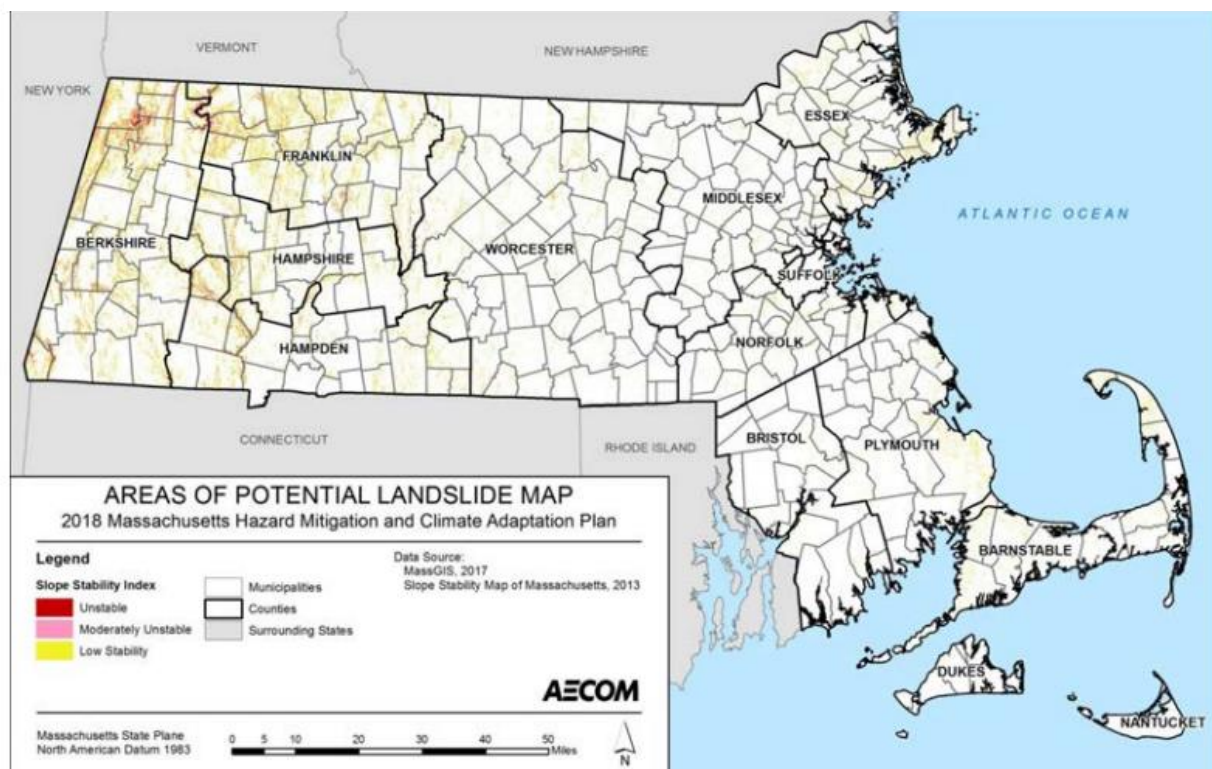 VERMONT
NEW HAMPSHIRE
NEW YORK
ESSEX
FRANKLIN
MIDDLESEX
ATLANTIC OCEAN
BERKSHIRE
WORCESTER
HAMPSHIRE
SUFFOLK
HAMPDEN
NORFOLK
CONNECTICUT
RHODE ISLAND
BRISTOL
PLYMOUTH
BARNSTABLE
DUKES
NANTUCKET
AREAS OF POTENTIAL LANDSLIDE MAP
2018 Massachusetts Hazard Mitigation and Climate Adaptation Plan
Legend
Slope Stability Index
Unstable
Moderately Unstable
Low Stability
Municipalities
Counties
Surrounding States
Data Source:
MassGIS, 2017
Slope Stability Map of Massachusetts, 2013
AECOM
Massachusetts State Plane
North American Datum 1983
0 5 10 20 30 40 50
Miles
N